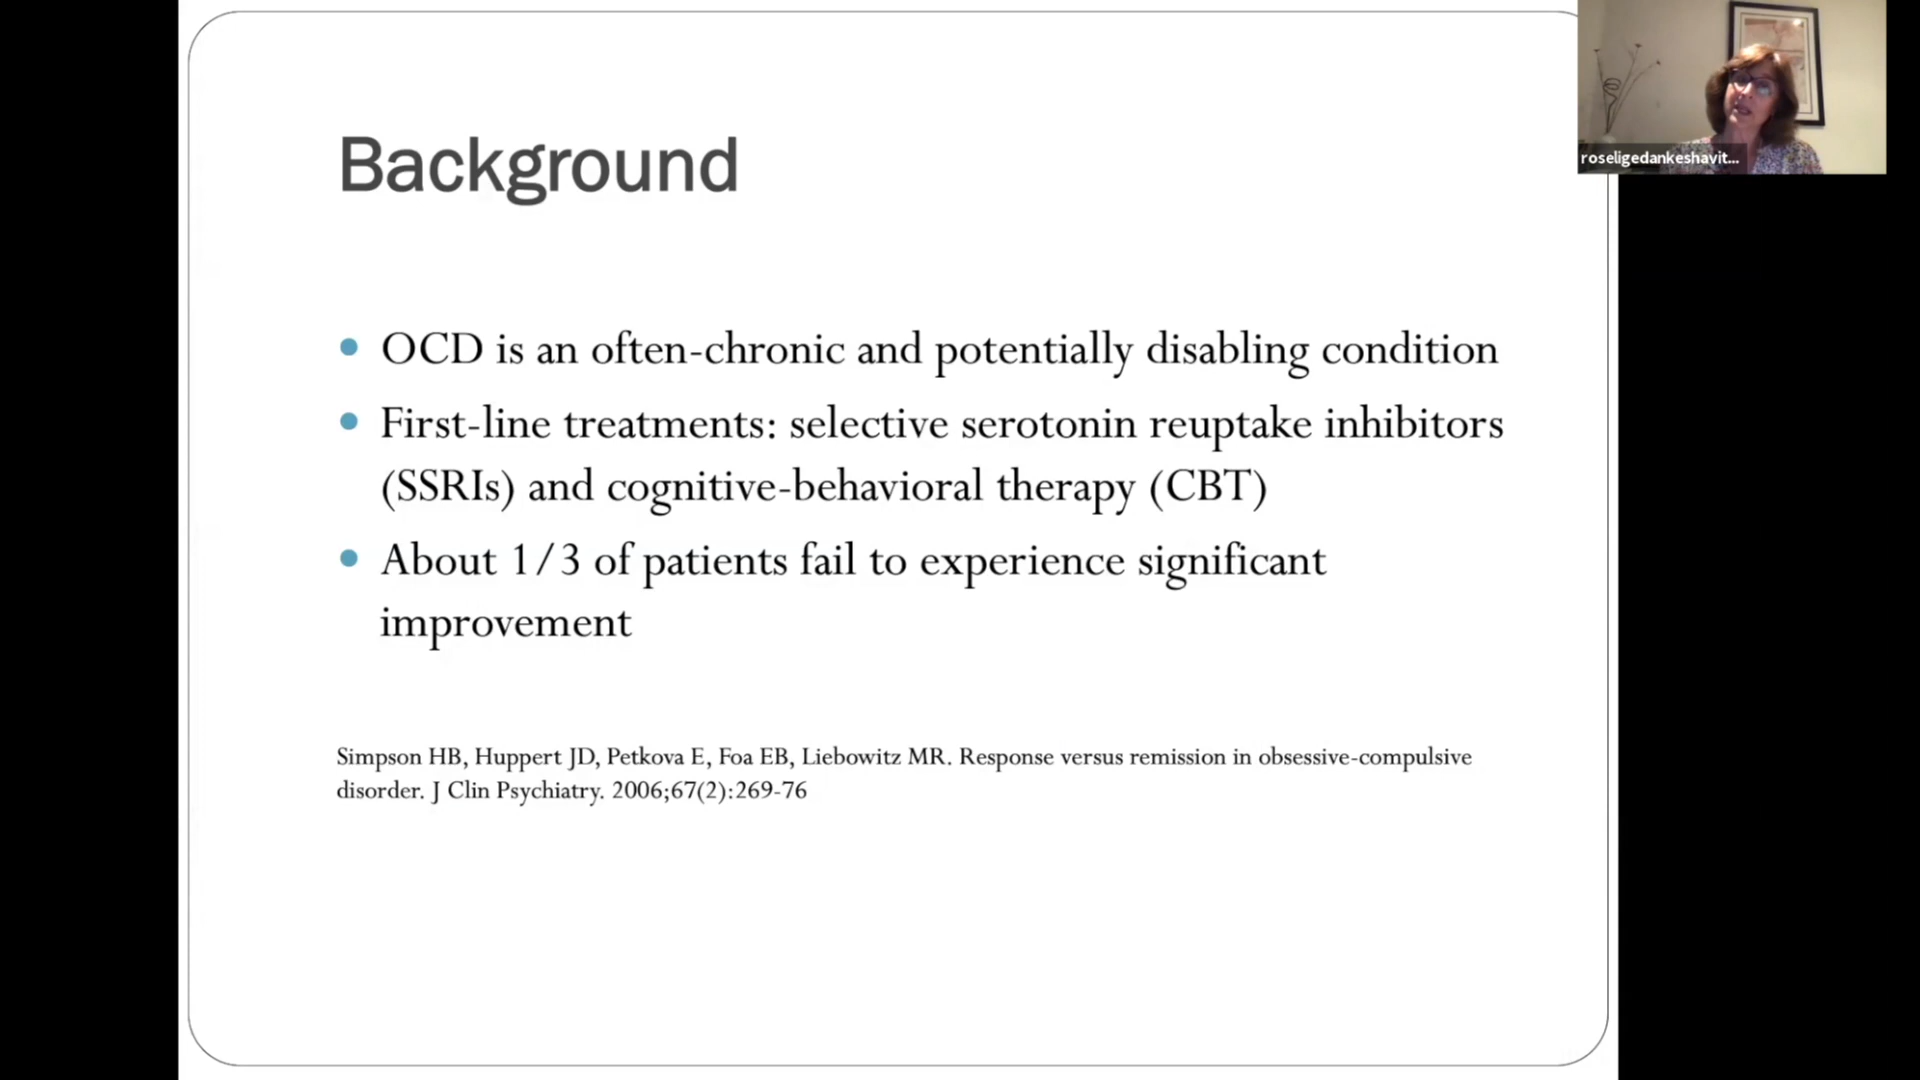 Background
OCD is an often-chronic and potentially disabling condition
First-line treatments: selective serotonin reuptake inhibitors
(SSRIs) and cognitive-behavioral therapy (CBT)
About 1/3 of patients fail to experience significant
improvement
Simpson HB, Huppert JD, Petkova E, Foa EB, Liebowitz MR. Response versus remission in obsessive-compulsive
disorder. J Clin Psychiatry. 2006;67(2):269-76
roseligedankeshavit...